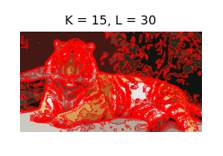 K = 15, L = 30